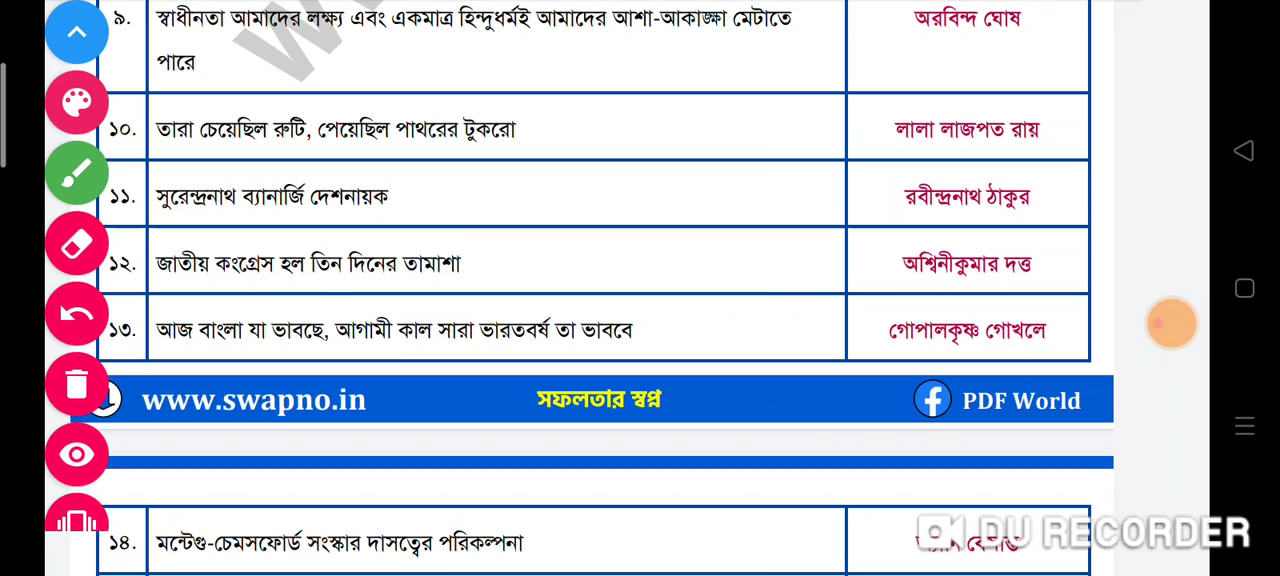 ৯. স্বাধীনতা আমাদের লক্ষ্য এবং একমাত্র হিন্দুধর্মই আমাদের আশা-আকাঙ্ক্ষা মেটাতে অরবিন্দ ঘোষ
পারে
১০. তারা চেয়েছিল রুটি, পেয়েছিল পাথরের টুকরো লালা লাজপত রায়
১১. সুরেন্দ্রনাথ ব্যানার্জি দেশনায়ক রবীন্দ্রনাথ ঠাকুর
১২. জাতীয় কংগ্রেস হল তিন দিনের তামাশা অশ্বিনীকুমার দত্ত
১৩. আজ বাংলা যা ভাবছে, আগামী কাল সারা ভারতবর্ষ তা ভাববে গোপালকৃষ্ণ গোখলে
www.swapno.in সফলতার স্বপ্ন PDF World
১৪. মন্টেগু-চেমসফোর্ড সংস্কার দাসত্বের পরিকল্পনা
DU RECORDER